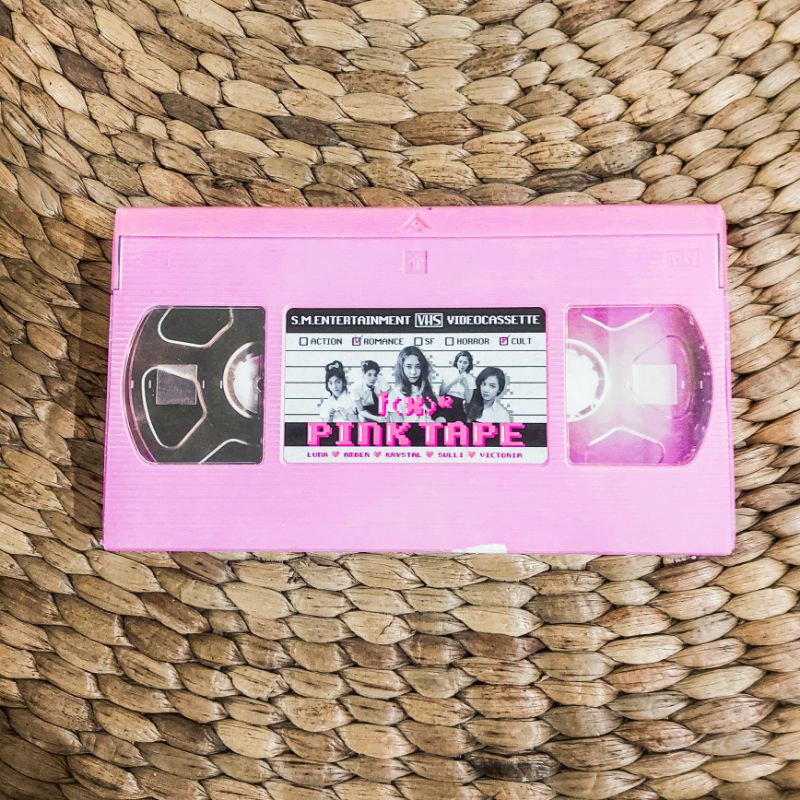 S.M.ENTERTAINMENT VHS VIDEOCASSETTE
ACTION ROMANCE SF HORROR CULT
f(x)
PINK TAPE
LUNA ♥ AMBER ♥ KRYSTAL ♥ SULLI ♥ VICTORIA